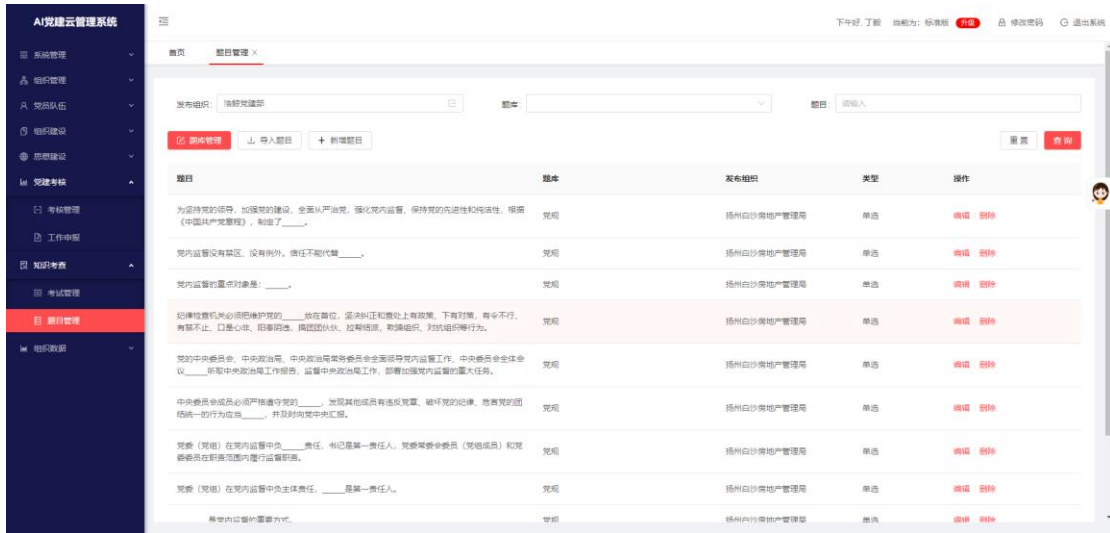 AI党建云管理系统
下午好, 丁毅 当前为: 标准版 升级 修改密码 退出系统
首页 题目管理 ×
系统管理
组织管理
党员队伍
组织建设
思想建设
党建考核
考核管理
工作申报
知识考查
考试管理
题目管理
组织数据
发布组织: 浩鲸党建部 题库: 题目: 请输入
题库管理 导入题目 + 新增题目 重置 查询
题目 题库 发布组织 类型 操作
为坚持党的领导，加强党的建设，全面从严治党，强化党内监督，保持党的先进性和纯洁性，根据
《中国共产党章程》，制定了_____。 党规 扬州白沙房地产管理局 单选 编辑 删除
党内监督没有禁区、没有例外。信任不能代替_____。 党规 扬州白沙房地产管理局 单选 编辑 删除
党内监督的重点对象是：_____。 党规 扬州白沙房地产管理局 单选 编辑 删除
纪律检查机关必须把维护党的_____放在首位，坚决纠正和查处上有政策、下有对策，有令不行、
有禁不止，口是心非、阳奉阴违，搞团团伙伙、拉帮结派，欺骗组织、对抗组织等行为。 党规 扬州白沙房地产管理局 单选 编辑 删除
党的中央委员会、中央政治局、中央政治局常务委员会全面领导党内监督工作，中央委员会全体会
议_____听取中央政治局工作报告，监督中央政治局工作，部署加强党内监督的重大任务。 党规 扬州白沙房地产管理局 单选 编辑 删除
中央委员会成员必须严格遵守党的_____，发现其他成员有违反党章、破坏党的纪律、危害党的团
结统一的行为应当_____，并及时向党中央汇报。 党规 扬州白沙房地产管理局 单选 编辑 删除
党委（党组）在党内监督中负_____责任，书记是第一责任人，党委常委会委员（党组成员）和党
委委员在职责范围内履行监督职责。 党规 扬州白沙房地产管理局 单选 编辑 删除
党委（党组）在党内监督中负主体责任，_____是第一责任人。 党规 扬州白沙房地产管理局 单选 编辑 删除
_____是党内监督的重要方式。 党规 扬州白沙房地产管理局 单选 编辑 删除